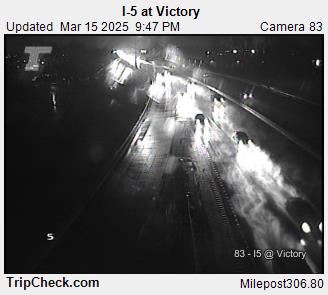 I-5 at Victory
Updated Mar 15 2025 9:47 PM Camera 83
T
S
83 - I5 @ Victory
TripCheck.com Milepost306.80